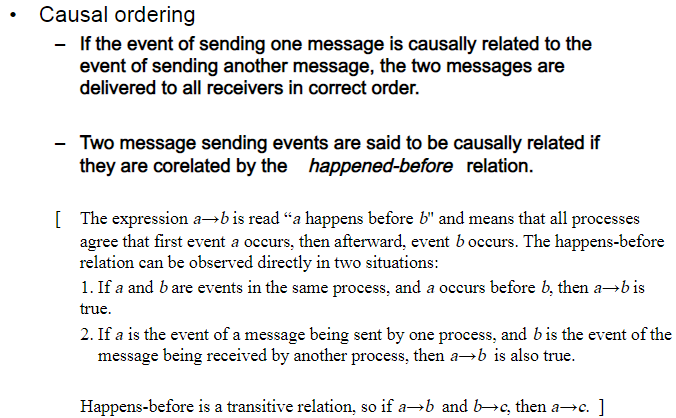 • Causal ordering
– If the event of sending one message is causally related to the
event of sending another message, the two messages are
delivered to all receivers in correct order.
– Two message sending events are said to be causally related if
they are corelated by the happened-before relation.
[ The expression a→b is read “a happens before b" and means that all processes
agree that first event a occurs, then afterward, event b occurs. The happens-before
relation can be observed directly in two situations:
1. If a and b are events in the same process, and a occurs before b, then a→b is
true.
2. If a is the event of a message being sent by one process, and b is the event of the
message being received by another process, then a→b is also true.
Happens-before is a transitive relation, so if a→b and b→c, then a→c. ]